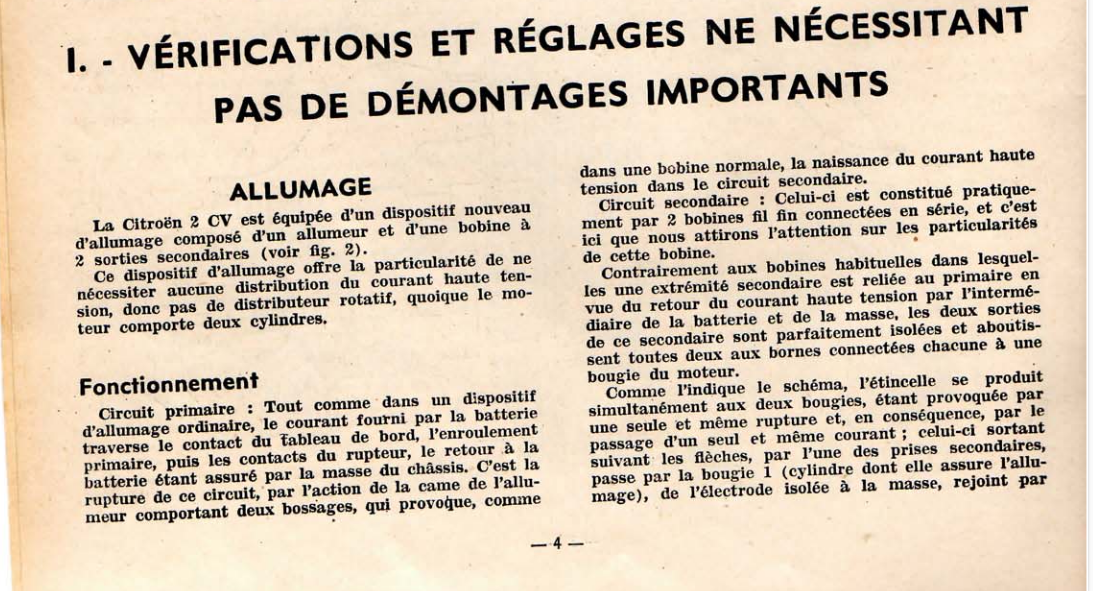 I. - VÉRIFICATIONS ET RÉGLAGES NE NÉCESSITANT
PAS DE DÉMONTAGES IMPORTANTS
ALLUMAGE
La Citroën 2 CV est équipée d'un dispositif nouveau
d'allumage composé d'un allumeur et d'une bobine à
2 sorties secondaires (voir fig. 2).
Ce dispositif d'allumage offre la particularité de ne
nécessiter aucune distribution du courant haute ten-
sion, donc pas de distributeur rotatif, quoique le mo-
teur comporte deux cylindres.
Fonctionnement
Circuit primaire : Tout comme dans un dispositif
d'allumage ordinaire, le courant fourni par la batterie
traverse le contact du tableau de bord, l'enroulement
primaire, puis les contacts du rupteur, le retour à la
batterie étant assuré par la masse du châssis. C'est la
rupture de ce circuit, par l'action de la came de l'allu-
meur comportant deux bossages, qui provoque, comme
dans une bobine normale, la naissance du courant haute
tension dans le circuit secondaire.
Circuit secondaire : Celui-ci est constitué pratique-
ment par 2 bobines fil fin connectées en série, et c'est
ici que nous attirons l'attention sur les particularités
de cette bobine.
Contrairement aux bobines habituelles dans lesquel-
les une extrémité secondaire est reliée au primaire en
vue du retour du courant haute tension par l'intermé-
diaire de la batterie et de la masse, les deux sorties
de ce secondaire sont parfaitement isolées et aboutis-
sent toutes deux aux bornes connectées chacune à une
bougie du moteur.
Comme l'indique le schéma, l'étincelle se produit
simultanément aux deux bougies, étant provoquée par
une seule et même rupture et, en conséquence, par le
passage d'un seul et même courant ; celui-ci sortant
suivant les flèches, par l'une des prises secondaires,
passe par la bougie 1 (cylindre dont elle assure l'allu-
mage), de l'électrode isolée à la masse, rejoint par
— 4 —